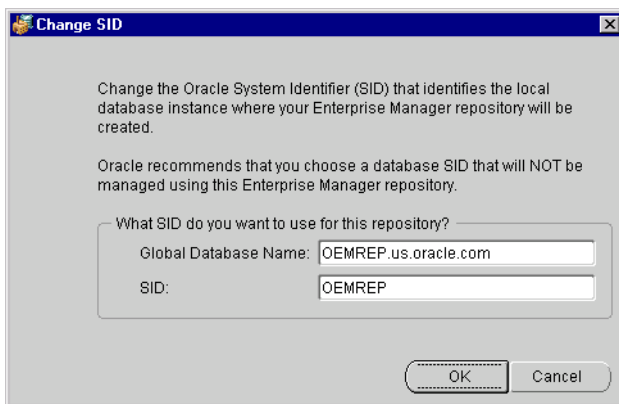 Change SID
Change the Oracle System Identifier (SID) that identifies the local
database instance where your Enterprise Manager repository will be
created.
Oracle recommends that you choose a database SID that will NOT be
managed using this Enterprise Manager repository.
What SID do you want to use for this repository?
Global Database Name: OEMREP.us.oracle.com
SID: OEMREP
OK Cancel